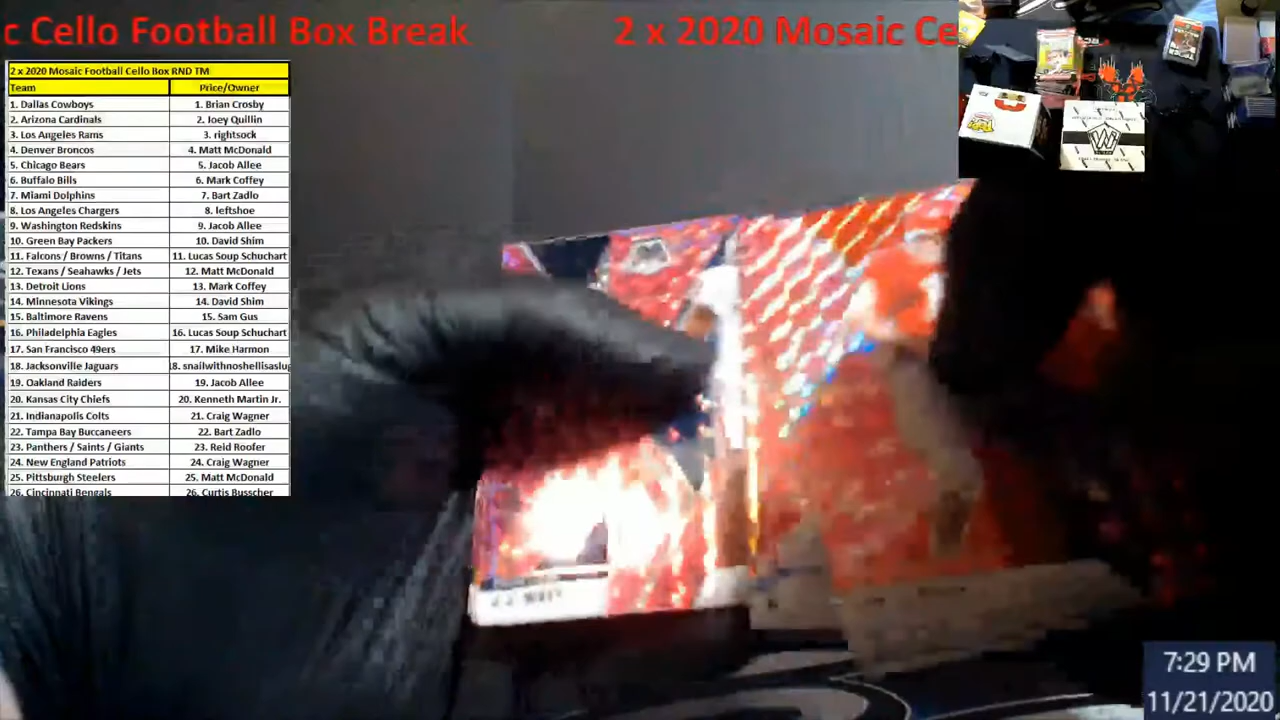 c Cello Football Box Break 2 x 2020 Mosaic Ce
2 x 2020 Mosaic Football Cello Box RND TM
Team Price/Owner
1. Dallas Cowboys 1. Brian Crosby
2. Arizona Cardinals 2. Joey Quillin
3. Los Angeles Rams 3. rightsock
4. Denver Broncos 4. Matt McDonald
5. Chicago Bears 5. Jacob Allee
6. Buffalo Bills 6. Mark Coffey
7. Miami Dolphins 7. Bart Zadlo
8. Los Angeles Chargers 8. leftshoe
9. Washington Redskins 9. Jacob Allee
10. Green Bay Packers 10. David Shim
11. Falcons / Browns / Titans 11. Lucas Soup Schuchart
12. Texans / Seahawks / Jets 12. Matt McDonald
13. Detroit Lions 13. Mark Coffey
14. Minnesota Vikings 14. David Shim
15. Baltimore Ravens 15. Sam Gus
16. Philadelphia Eagles 16. Lucas Soup Schuchart
17. San Francisco 49ers 17. Mike Harmon
18. Jacksonville Jaguars 18. snailwithnoshellisaslug
19. Oakland Raiders 19. Jacob Allee
20. Kansas City Chiefs 20. Kenneth Martin Jr.
21. Indianapolis Colts 21. Craig Wagner
22. Tampa Bay Buccaneers 22. Bart Zadlo
23. Panthers / Saints / Giants 23. Reid Roofer
24. New England Patriots 24. Craig Wagner
25. Pittsburgh Steelers 25. Matt McDonald
26. Cincinnati Bengals 26. Curtis Busscher
J.J. WATT
7:29 PM
11/21/2020